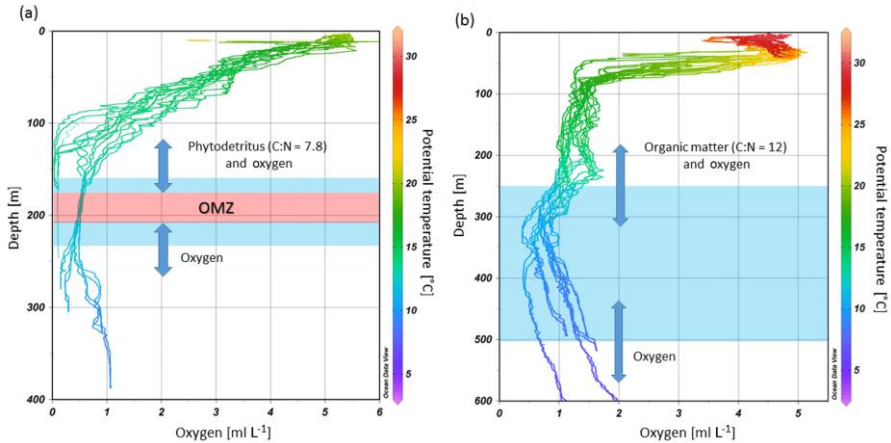 (a)
0
100
200
300
400
Depth [m]
Phytodetritus (C:N = 7.8)
and oxygen
OMZ
Oxygen
0
1
2
3
4
5
6
Oxygen [ml L-1]
30
25
20
15
10
5
Potential temperature [°C]
Ocean Data View
(b)
0
100
200
300
400
500
600
Depth [m]
Organic matter (C:N = 12)
and oxygen
Oxygen
0
1
2
3
4
5
Oxygen [ml L-1]
30
25
20
15
10
5
Potential temperature [°C]
Ocean Data View